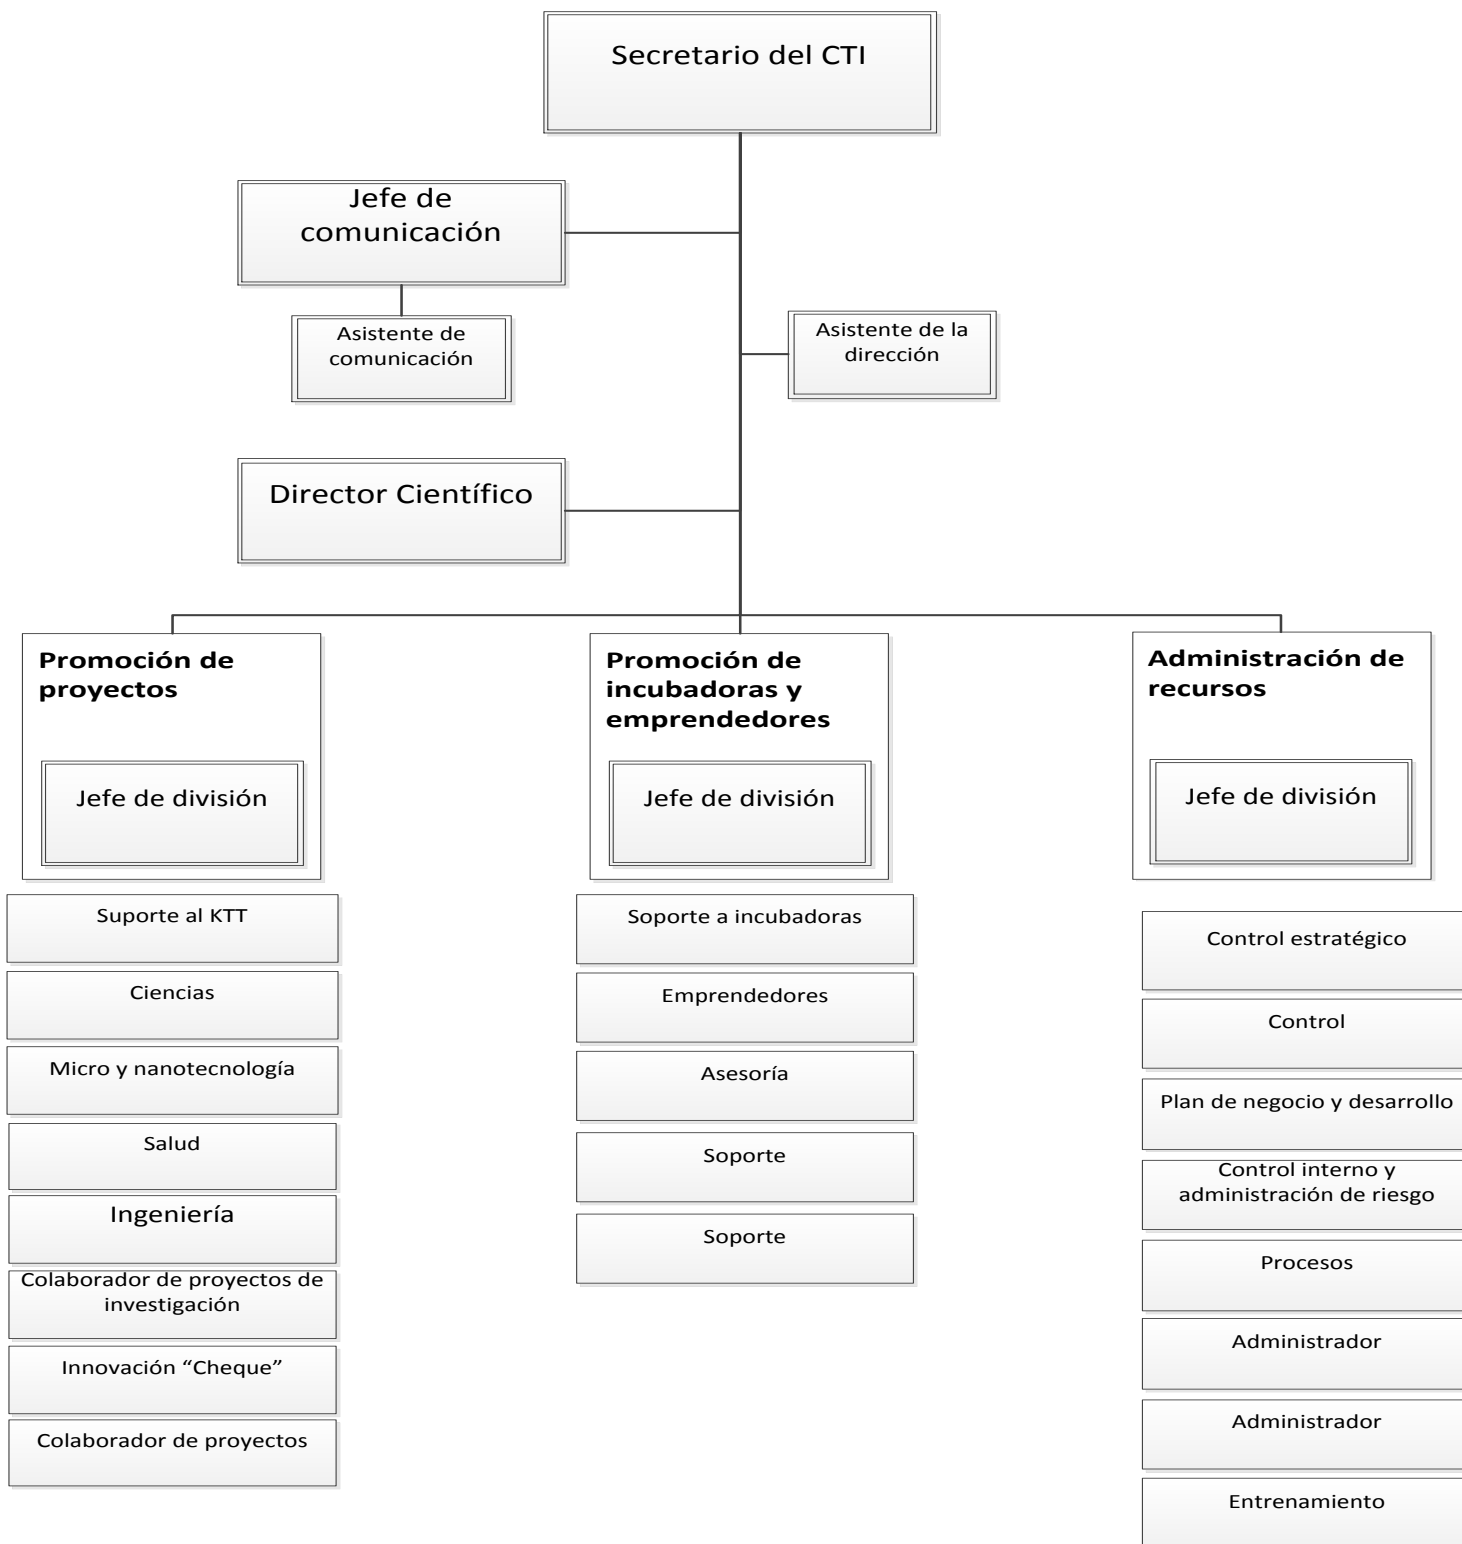 Secretario del CTI
Jefe de
comunicación
Asistente de
comunicación
Asistente de la
dirección
Director Científico
Promoción de
proyectos
Jefe de división
Suporte al KTT
Ciencias
Micro y nanotecnología
Salud
Ingeniería
Colaborador de proyectos de
investigación
Innovación “Cheque”
Colaborador de proyectos
Promoción de
incubadoras y
emprendedores
Jefe de división
Soporte a incubadoras
Emprendedores
Asesoría
Soporte
Soporte
Administración de
recursos
Jefe de división
Control estratégico
Control
Plan de negocio y desarrollo
Control interno y
administración de riesgo
Procesos
Administrador
Administrador
Entrenamiento